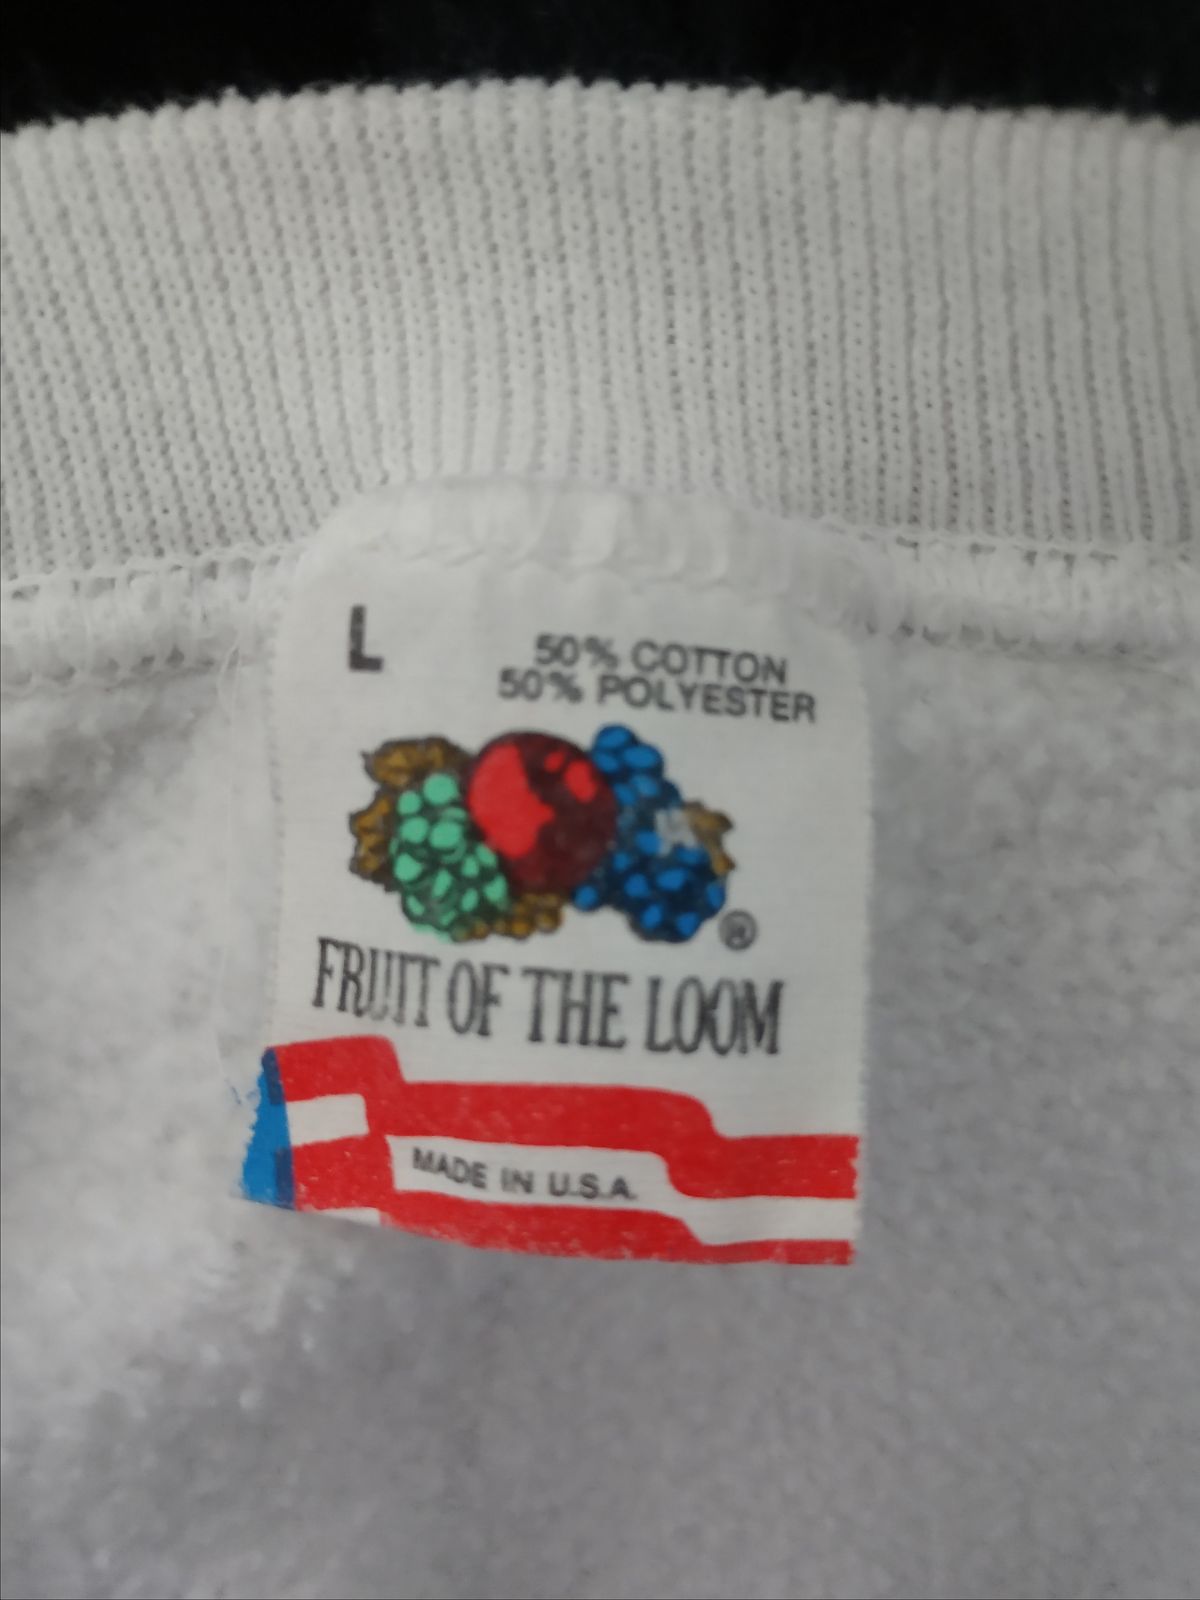 L
50% COTTON
50% POLYESTER
®
FRUIT OF THE LOOM
MADE IN U.S.A.